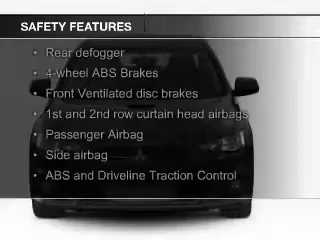 SAFETY FEATURES
• Rear defogger
• 4-wheel ABS Brakes
• Front Ventilated disc brakes
• 1st and 2nd row curtain head airbags
• Passenger Airbag
• Side airbag
• ABS and Driveline Traction Control